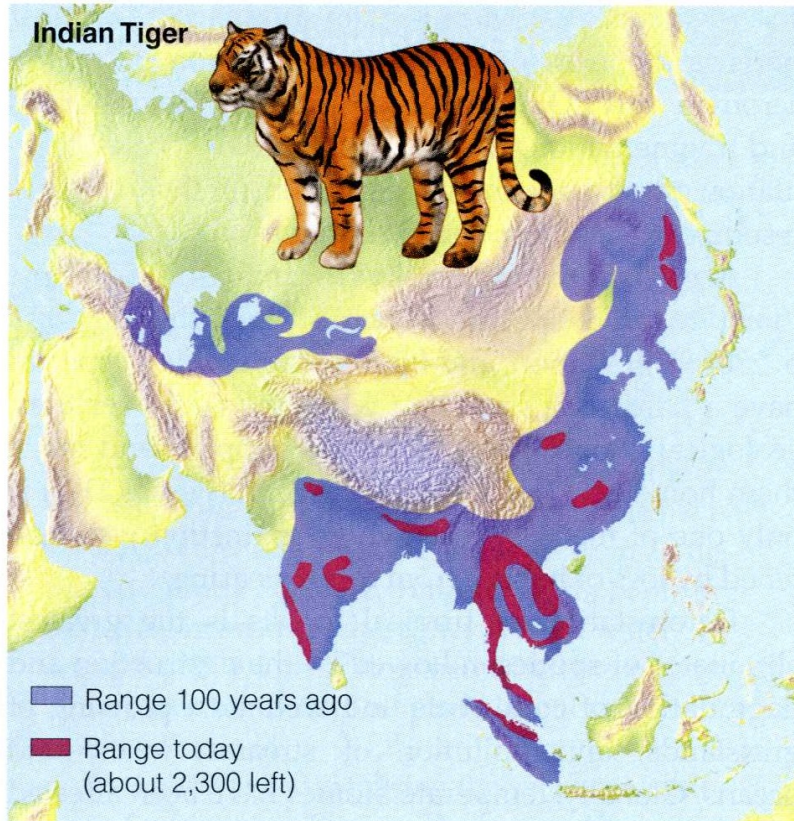 Indian Tiger
Range 100 years ago
Range today
(about 2,300 left)